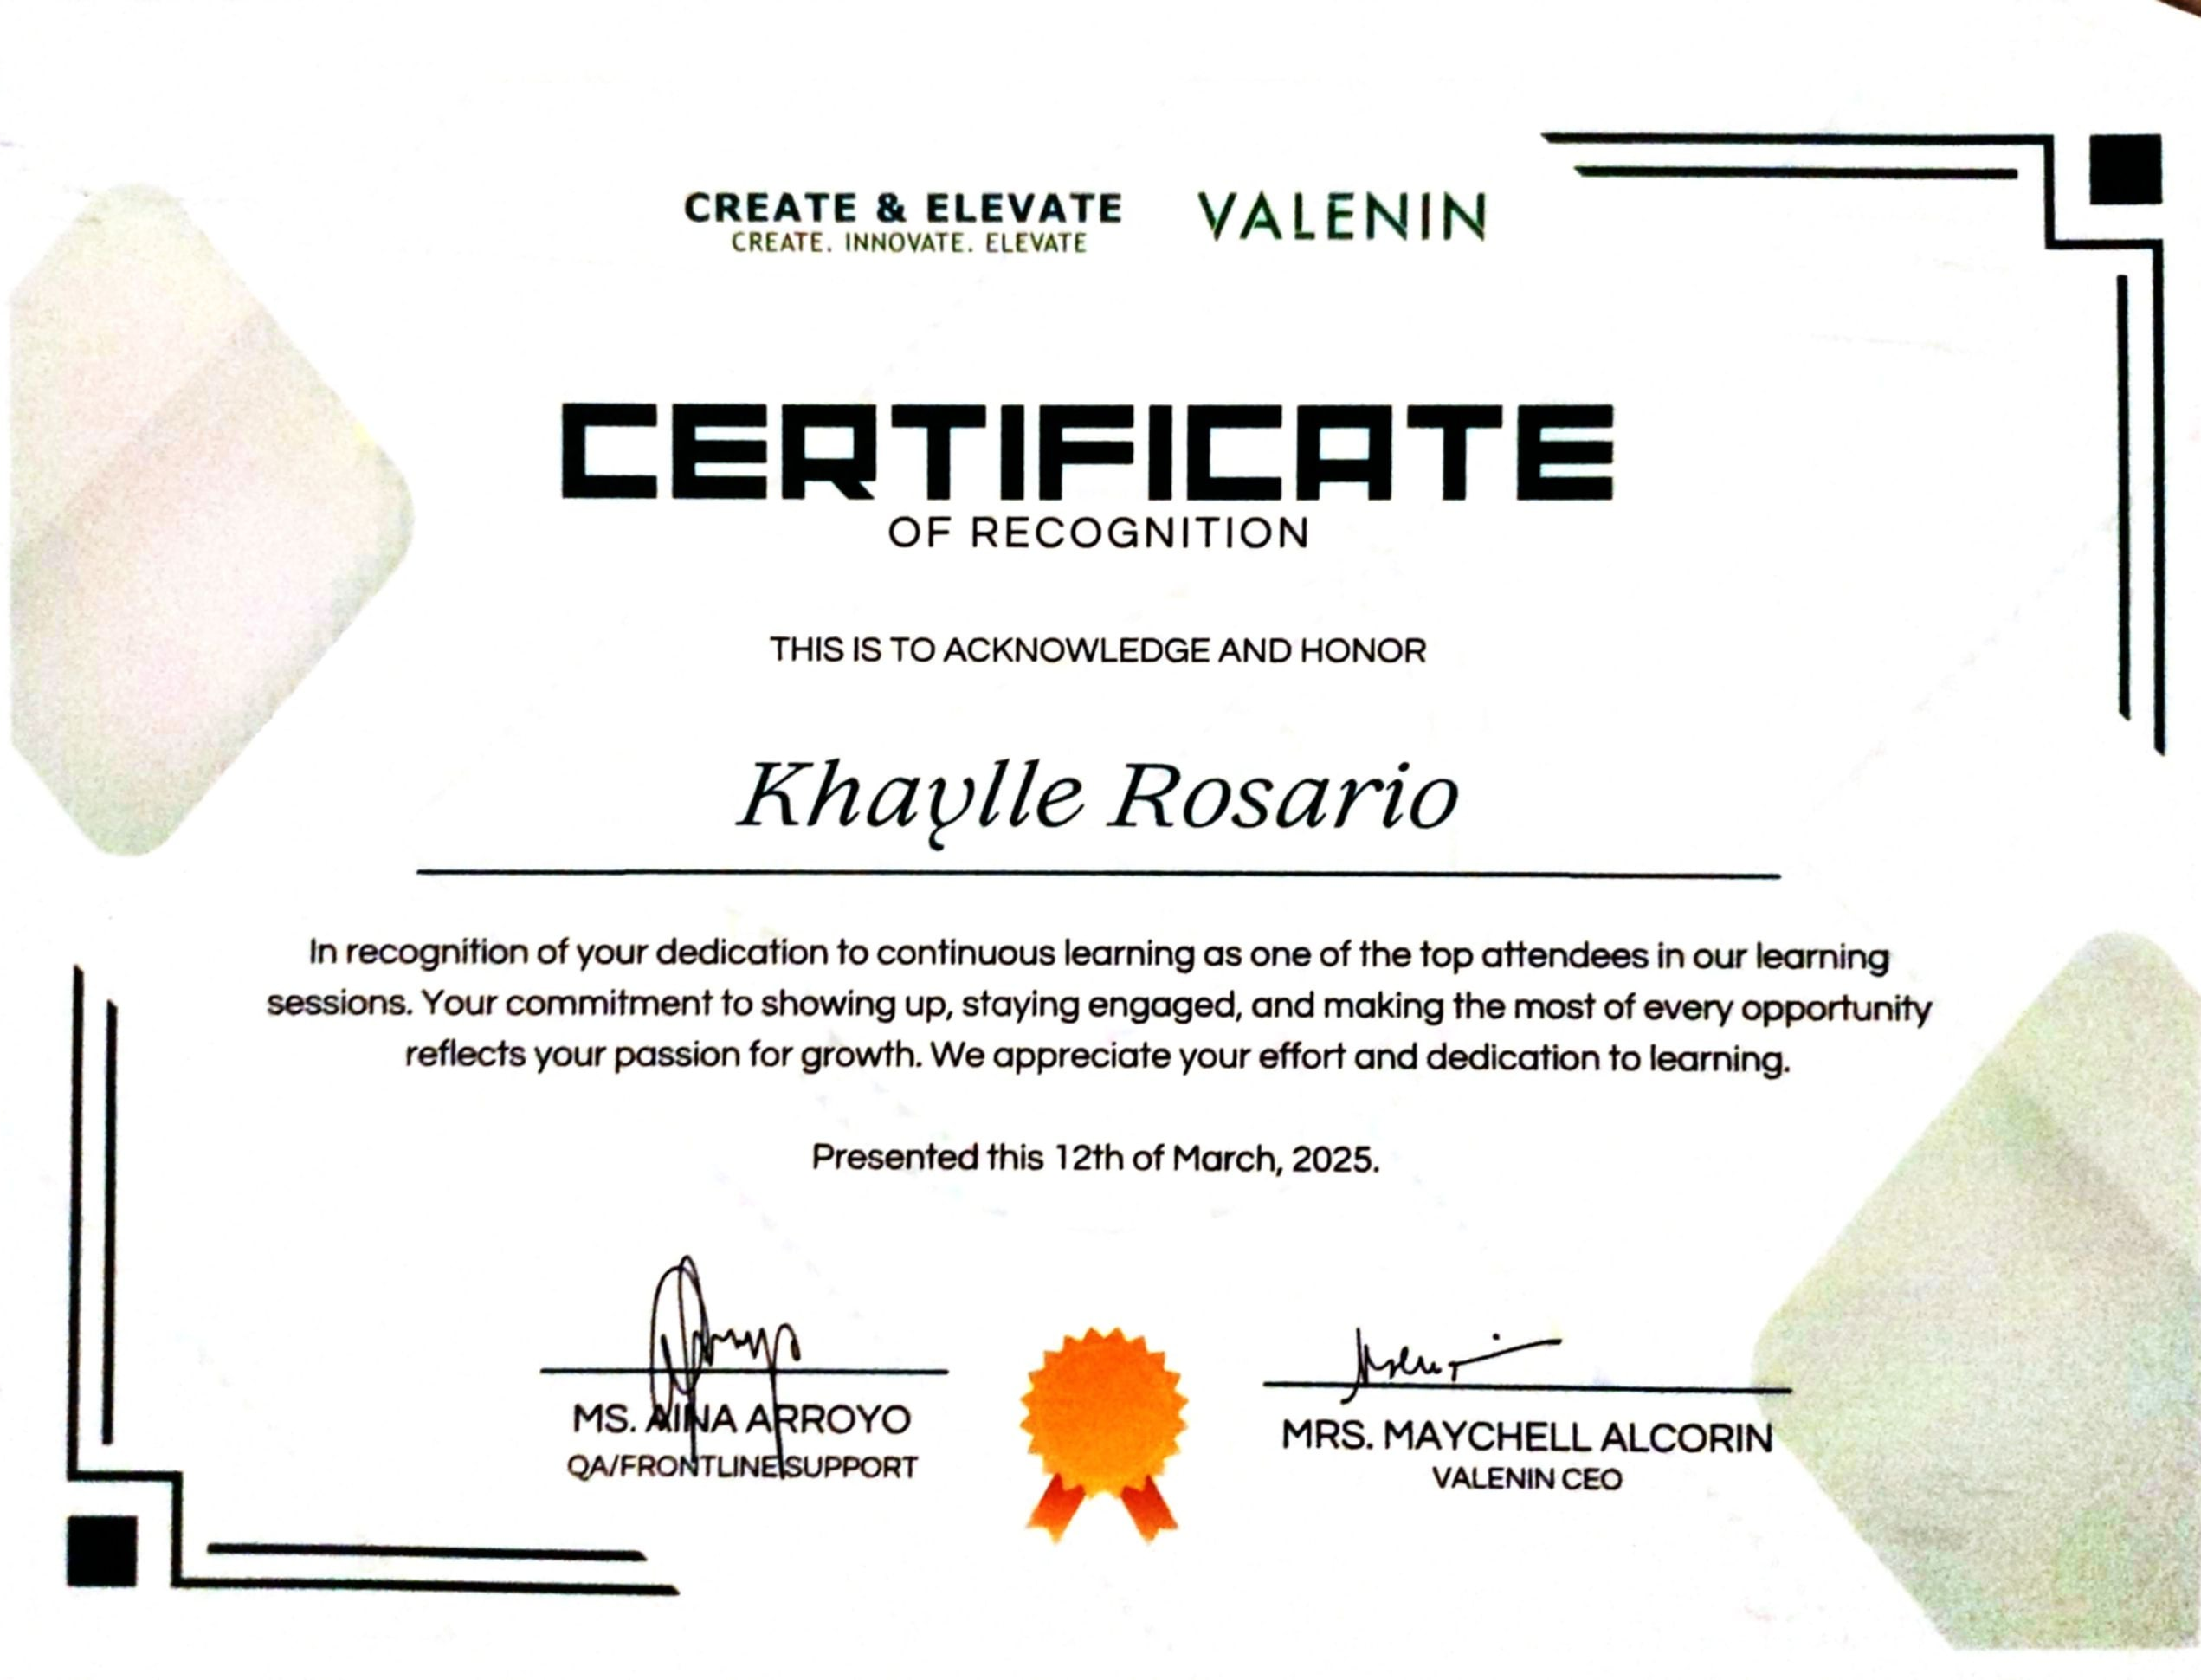 CREATE & ELEVATE
CREATE. INNOVATE. ELEVATE
VALENIN
CERTIFICATE
OF RECOGNITION
THIS IS TO ACKNOWLEDGE AND HONOR
Khaylle Rosario
In recognition of your dedication to continuous learning as one of the top attendees in our learning
sessions. Your commitment to showing up, staying engaged, and making the most of every opportunity
reflects your passion for growth. We appreciate your effort and dedication to learning.
Presented this 12th of March, 2025.
MS. AINA ARROYO
QA/FRONTLINE SUPPORT
MRS. MAYCHELL ALCORIN
VALENIN CEO